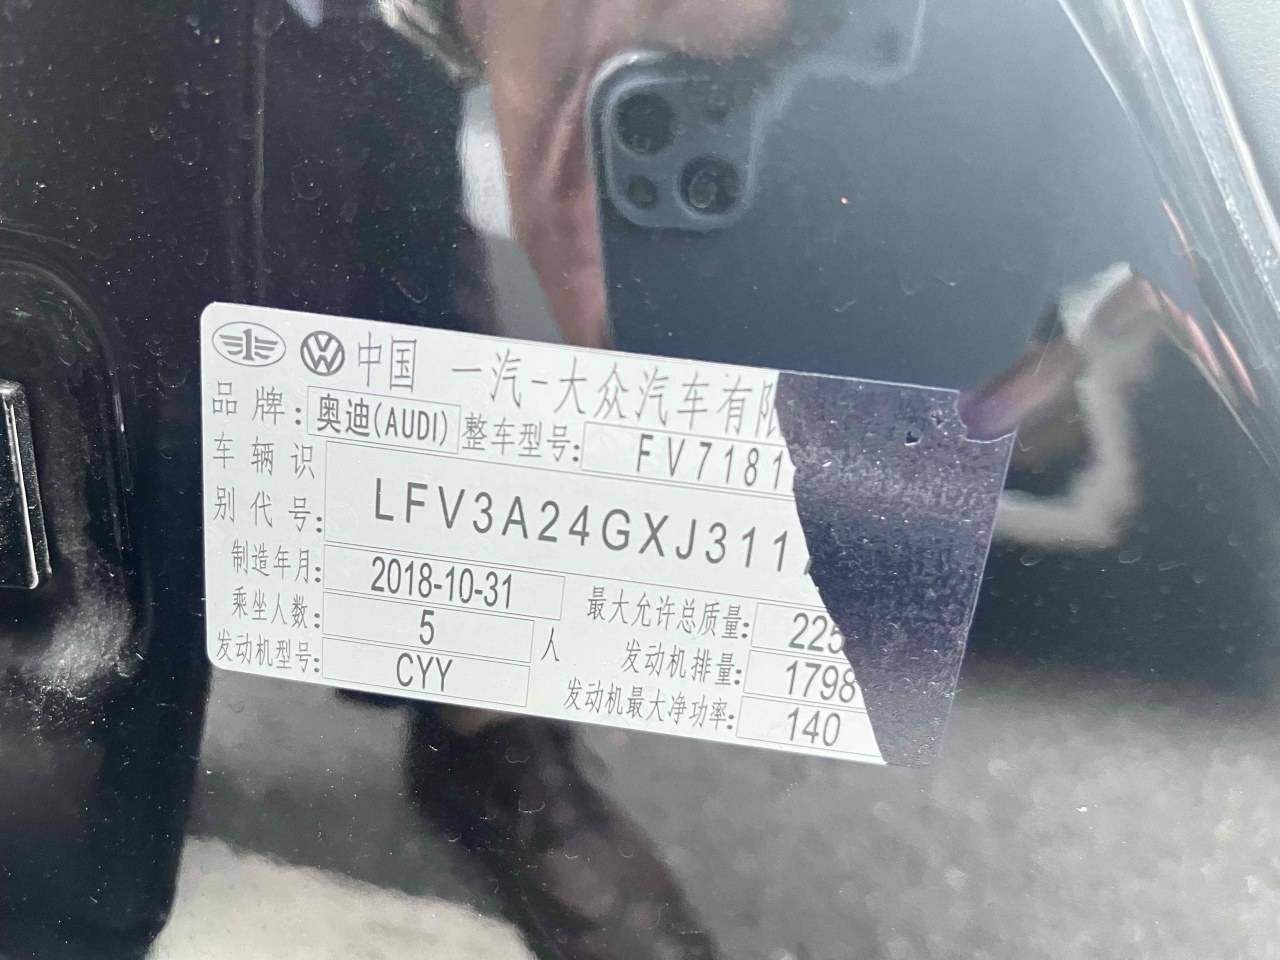 中国 一汽-大众汽车有限
品牌: 奥迪(AUDI) 整车型号: FV7181
车辆识
别代号: LFV3A24GXJ311
制造年月: 2018-10-31 最大允许总质量: 225
乘坐人数: 5 人 发动机排量: 1798
发动机型号: CYY 发动机最大净功率: 140